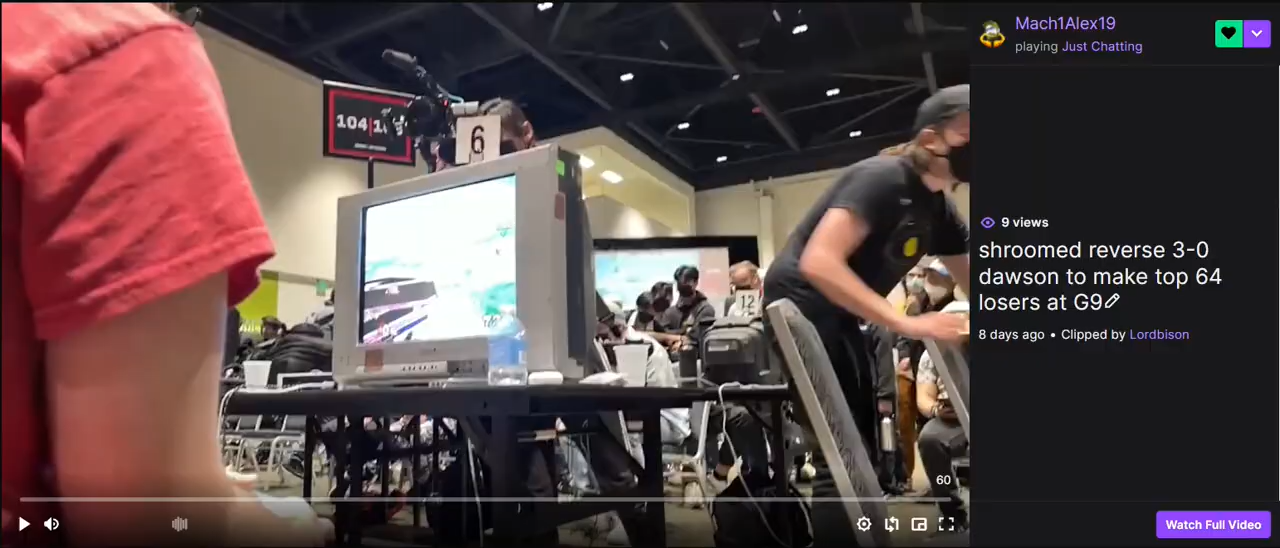 Mach1Alex19
playing Just Chatting
104
6
12
9 views
shroomed reverse 3-0
dawson to make top 64
losers at G9
8 days ago • Clipped by Lordbison
60
Watch Full Video